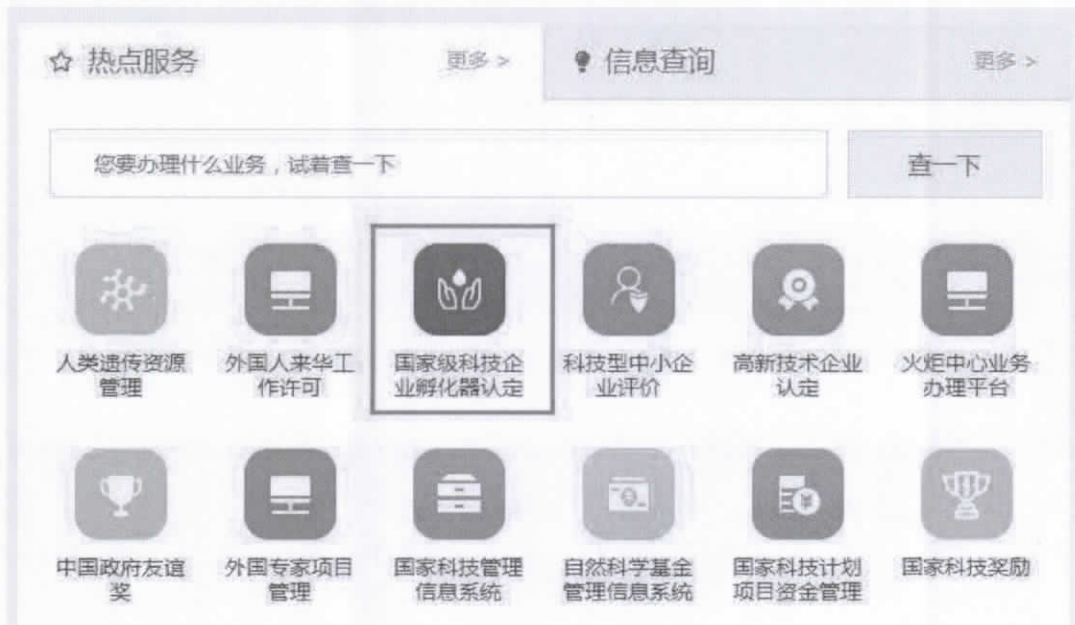 热点服务 更多 > 信息查询 更多 >
您要办理什么业务，试着查一下 查一下
人类遗传资源 外国人来华工 国家级科技企 科技型中小企 高新技术企业 火炬中心业务
管理 作许可 业孵化器认定 业评价 认定 办理平台
中国政府友谊 外国专家项目 国家科技管理 自然科学基金 国家科技计划 国家科技奖励
奖 管理 信息系统 管理信息系统 项目资金管理